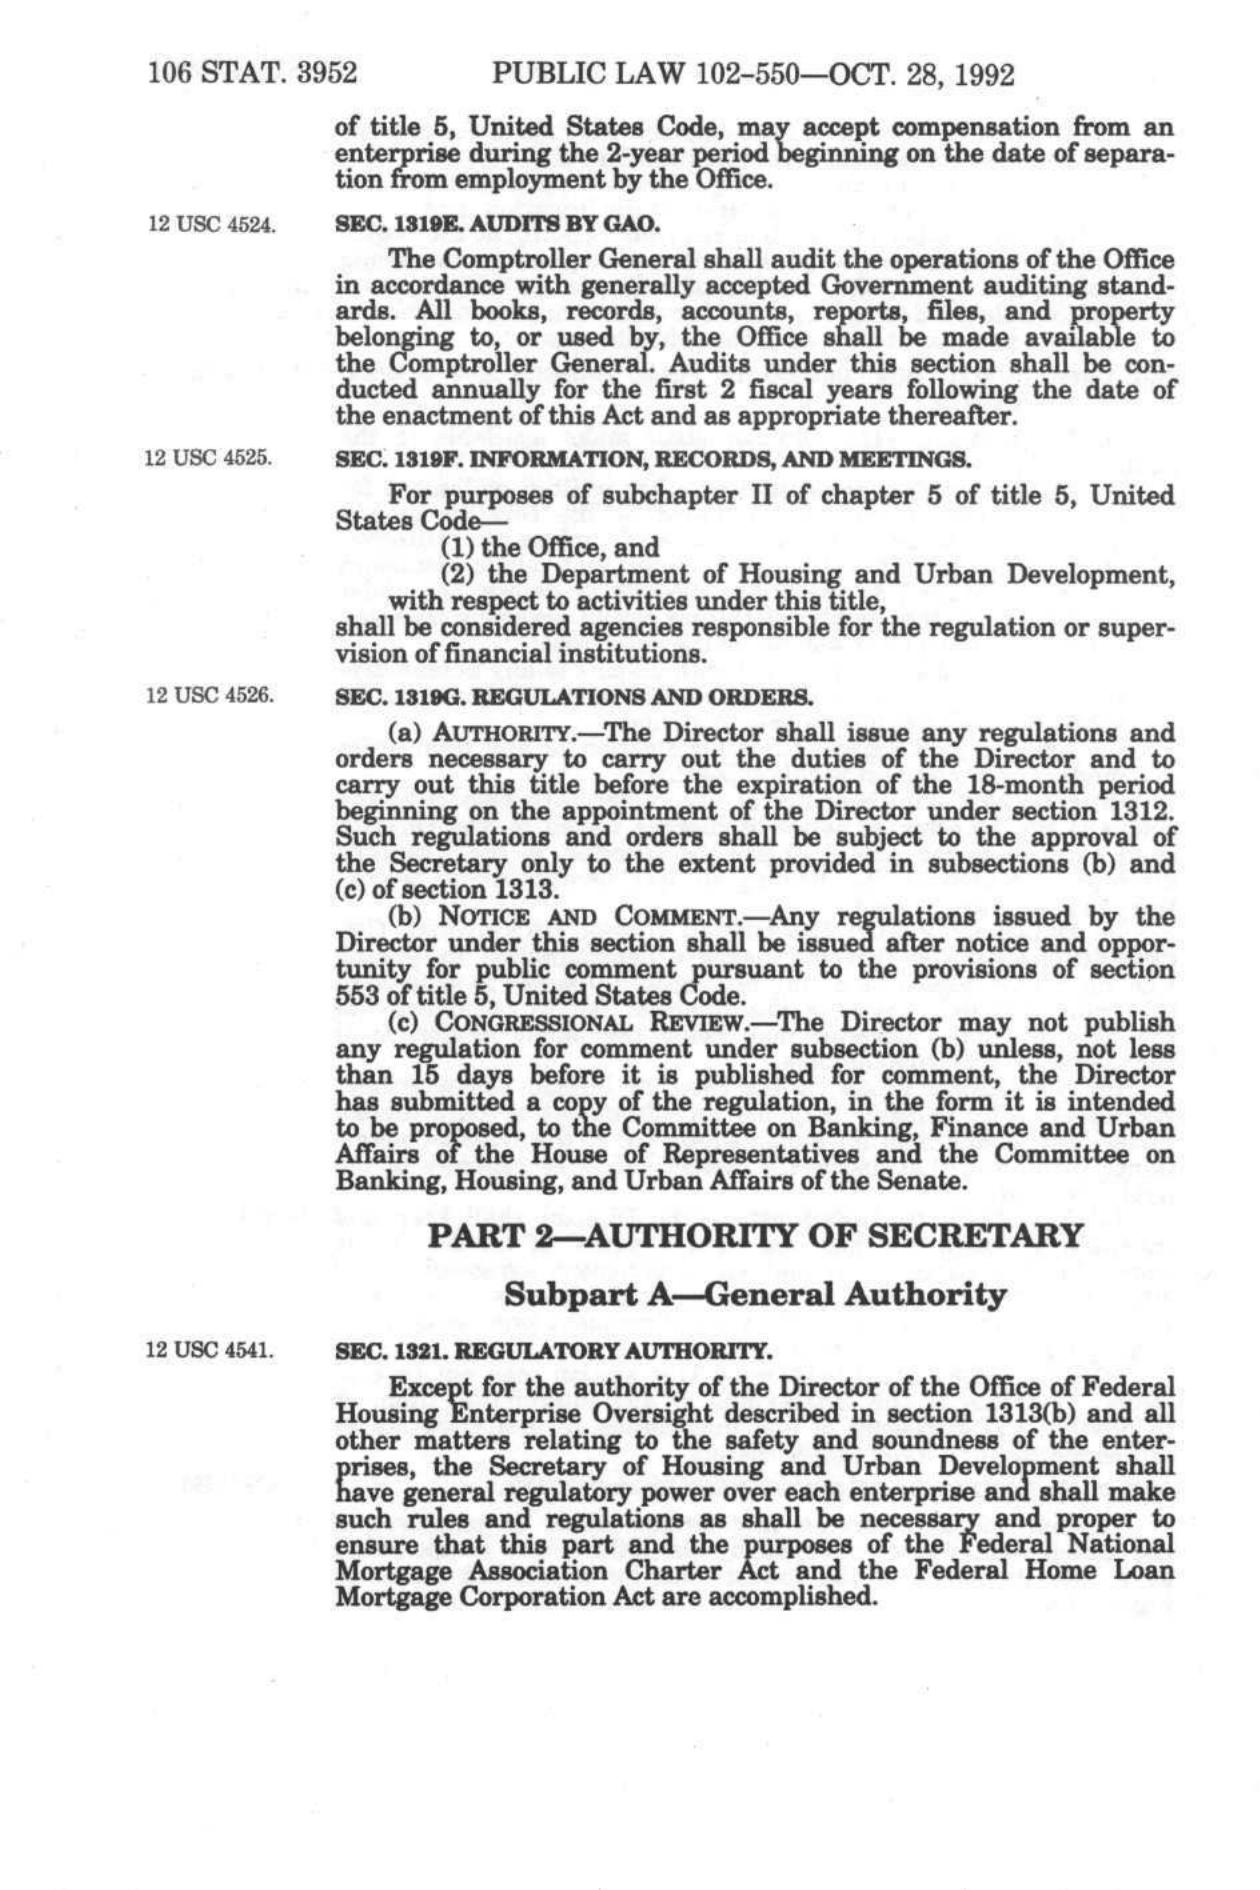 106 STAT. 3952 PUBLIC LAW 102-550—OCT. 28, 1992
of title 5, United States Code, may accept compensation from an
enterprise during the 2-year period beginning on the date of separa-
tion from employment by the Office.
12 USC 4524. SEC. 1319E. AUDITS BY GAO.
The Comptroller General shall audit the operations of the Office
in accordance with generally accepted Government auditing stand-
ards. All books, records, accounts, reports, files, and property
belonging to, or used by, the Office shall be made available to
the Comptroller General. Audits under this section shall be con-
ducted annually for the first 2 fiscal years following the date of
the enactment of this Act and as appropriate thereafter.
12 USC 4525. SEC. 1319F. INFORMATION, RECORDS, AND MEETINGS.
For purposes of subchapter II of chapter 5 of title 5, United
States Code—
(1) the Office, and
(2) the Department of Housing and Urban Development,
with respect to activities under this title,
shall be considered agencies responsible for the regulation or super-
vision of financial institutions.
12 USC 4526. SEC. 1319G. REGULATIONS AND ORDERS.
(a) AUTHORITY.—The Director shall issue any regulations and
orders necessary to carry out the duties of the Director and to
carry out this title before the expiration of the 18-month period
beginning on the appointment of the Director under section 1312.
Such regulations and orders shall be subject to the approval of
the Secretary only to the extent provided in subsections (b) and
(c) of section 1313.
(b) NOTICE AND COMMENT.—Any regulations issued by the
Director under this section shall be issued after notice and oppor-
tunity for public comment pursuant to the provisions of section
553 of title 5, United States Code.
(c) CONGRESSIONAL REVIEW.—The Director may not publish
any regulation for comment under subsection (b) unless, not less
than 15 days before it is published for comment, the Director
has submitted a copy of the regulation, in the form it is intended
to be proposed, to the Committee on Banking, Finance and Urban
Affairs of the House of Representatives and the Committee on
Banking, Housing, and Urban Affairs of the Senate.
PART 2—AUTHORITY OF SECRETARY
Subpart A—General Authority
12 USC 4541. SEC. 1321. REGULATORY AUTHORITY.
Except for the authority of the Director of the Office of Federal
Housing Enterprise Oversight described in section 1313(b) and all
other matters relating to the safety and soundness of the enter-
prises, the Secretary of Housing and Urban Development shall
have general regulatory power over each enterprise and shall make
such rules and regulations as shall be necessary and proper to
ensure that this part and the purposes of the Federal National
Mortgage Association Charter Act and the Federal Home Loan
Mortgage Corporation Act are accomplished.